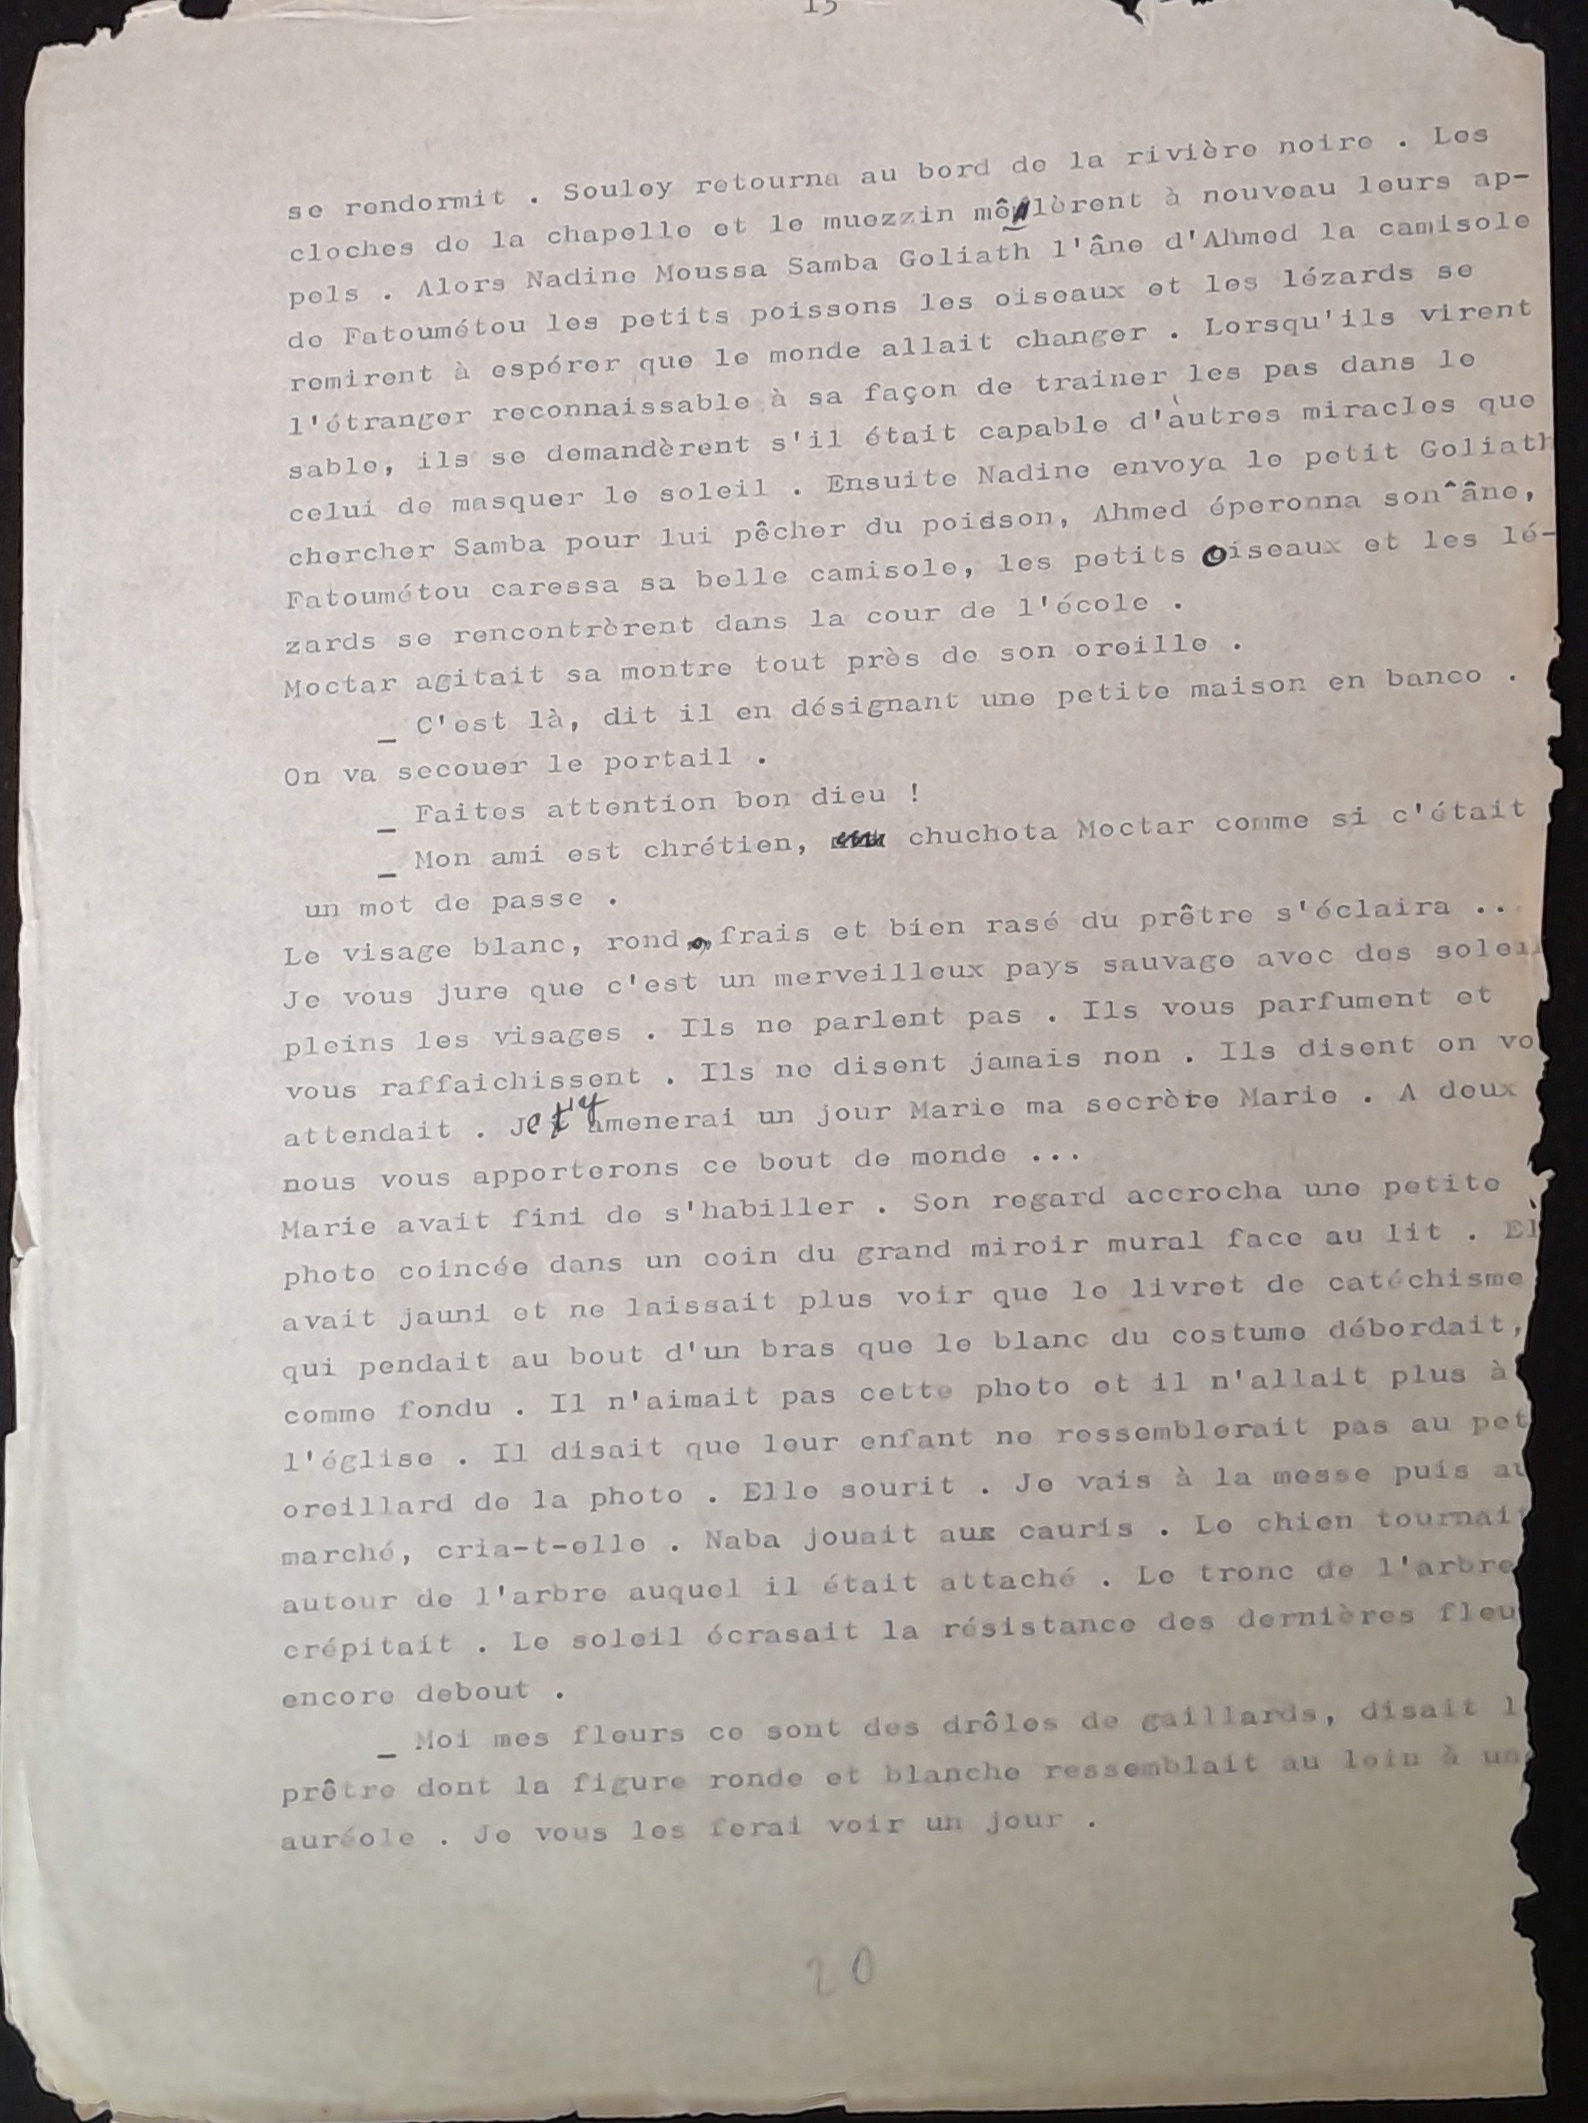 15
se rendormit . Souley retourna au bord de la rivière noire . Les
cloches de la chapelle et le muezzin mêlèrent à nouveau leurs ap-
pels . Alors Nadine Moussa Samba Goliath l'âne d'Ahmed la camisole
de Fatoumétou les petits poissons les oiseaux et les lézards se
remirent à espérer que le monde allait changer . Lorsqu'ils virent
l'étranger reconnaissable à sa façon de trainer les pas dans le
sable, ils se demandèrent s'il était capable d'autres miracles que
celui de masquer le soleil . Ensuite Nadine envoya le petit Goliath
chercher Samba pour lui pêcher du poisson, Ahmed éperonna son âne,
Fatoumétou caressa sa belle camisole, les petits oiseaux et les lé-
zards se rencontrèrent dans la cour de l'école .
Moctar agitait sa montre tout près de son oreille .
_ C'est là, dit il en désignant une petite maison en banco .
On va secouer le portail .
_ Faites attention bon dieu !
_ Mon ami est chrétien, chuchota Moctar comme si c'était
un mot de passe .
Le visage blanc, rond, frais et bien rasé du prêtre s'éclaira ..
Je vous jure que c'est un merveilleux pays sauvage avec des soleil
pleins les visages . Ils ne parlent pas . Ils vous parfument et
vous raffaichissent . Ils ne disent jamais non . Ils disent on vo
attendait . Je t'y amenerai un jour Marie ma secrète Marie . A deux
nous vous apporterons ce bout de monde ...
Marie avait fini de s'habiller . Son regard accrocha une petite
photo coincée dans un coin du grand miroir mural face au lit . El
avait jauni et ne laissait plus voir que le livret de catéchisme
qui pendait au bout d'un bras que le blanc du costume débordait,
comme fondu . Il n'aimait pas cette photo et il n'allait plus à
l'église . Il disait que leur enfant ne ressemblerait pas au pet
oreillard de la photo . Elle sourit . Je vais à la messe puis au
marché, cria-t-elle . Naba jouait aux cauris . Le chien tournait
autour de l'arbre auquel il était attaché . Le tronc de l'arbre
crépitait . Le soleil écrasait la résistance des dernières fleu
encore debout .
_ Moi mes fleurs ce sont des drôles de gaillards, disait l
prêtre dont la figure ronde et blanche ressemblait au loin à un
auréole . Je vous les ferai voir un jour .
20